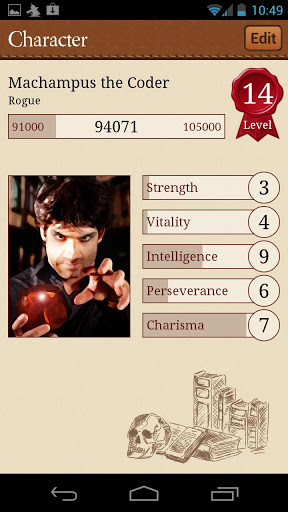 10:49
Character
Edit
Machampus the Coder
Rogue
91000 94071 105000
14
Level
Strength 3
Vitality 4
Intelligence 9
Perseverance 6
Charisma 7